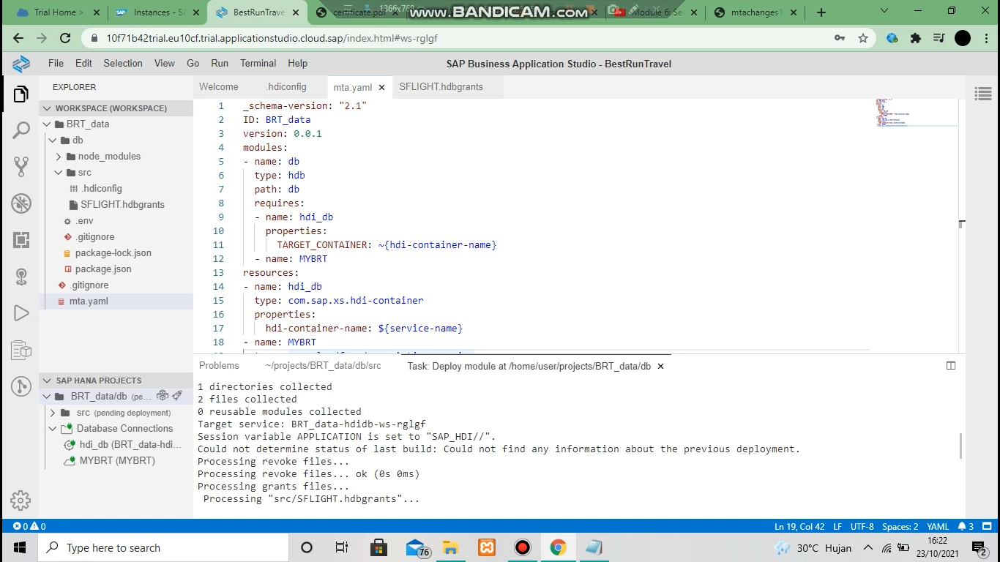 Trial Home >
Instances - S
BestRunTrave
certificate.pdf
1366x768
www.BANDICAM.com
Module 6: Se
mtachanges1
10f71b42trial.eu10cf.trial.applicationstudio.cloud.sap/index.html#ws-rglgf
File Edit Selection View Go Run Terminal Help
SAP Business Application Studio - BestRunTravel
EXPLORER
Welcome .hdiconfig mta.yaml SFLIGHT.hdbgrants
WORKSPACE (WORKSPACE)
BRT_data
db
node_modules
src
.hdiconfig
SFLIGHT.hdbgrants
.env
.gitignore
package-lock.json
package.json
.gitignore
mta.yaml
1 _schema-version: "2.1"
2 ID: BRT_data
3 version: 0.0.1
4 modules:
5 - name: db
6 type: hdb
7 path: db
8 requires:
9 - name: hdi_db
10 properties:
11 TARGET_CONTAINER: ~{hdi-container-name}
12 - name: MYBRT
13 resources:
14 - name: hdi_db
15 type: com.sap.xs.hdi-container
16 properties:
17 hdi-container-name: ${service-name}
18 - name: MYBRT
SAP HANA PROJECTS
BRT_data/db (pe...
src (pending deployment)
Database Connections
hdi_db (BRT_data-hdi...
MYBRT (MYBRT)
Problems ~/projects/BRT_data/db/src Task: Deploy module at /home/user/projects/BRT_data/db
1 directories collected
2 files collected
0 reusable modules collected
Target service: BRT_data-hdidb-ws-rglgf
Session variable APPLICATION is set to "SAP_HDI//".
Could not determine status of last build: Could not find any information about the previous deployment.
Processing revoke files...
Processing revoke files... ok (0s 0ms)
Processing grants files...
Processing "src/SFLIGHT.hdbgrants"...
0 0
Ln 19, Col 42 LF UTF-8 Spaces: 2 YAML 3
Type here to search
76
30°C Hujan
16:22
23/10/2021
2